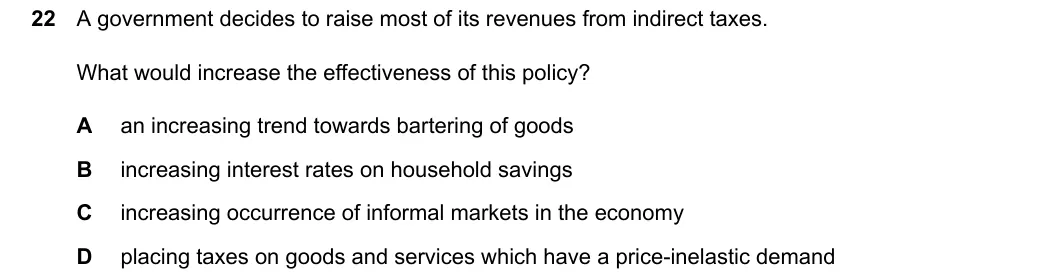 22 A government decides to raise most of its revenues from indirect taxes.
What would increase the effectiveness of this policy?
A an increasing trend towards bartering of goods
B increasing interest rates on household savings
C increasing occurrence of informal markets in the economy
D placing taxes on goods and services which have a price-inelastic demand